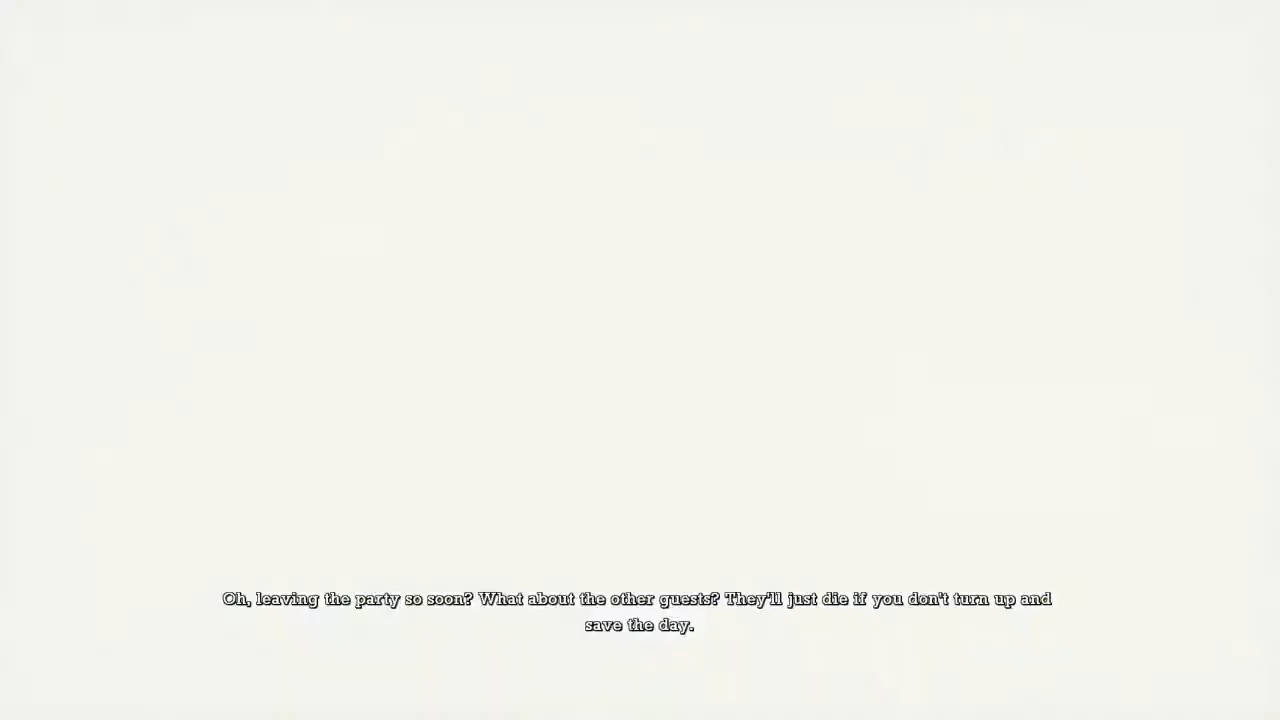 Oh, leaving the party so soon? What about the other guests? They'll just die if you don't turn up and
save the day.